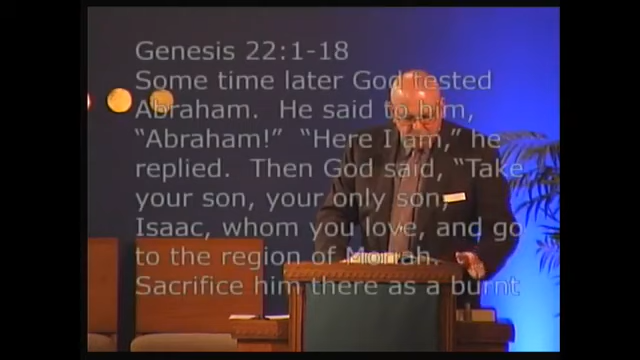 Genesis 22:1-18
Some time later God tested
Abraham.  He said to him,
“Abraham!”  “Here I am,” he
replied.  Then God said, “Take
your son, your only son,
Isaac, whom you love, and go
to the region of Moriah.
Sacrifice him there as a burnt